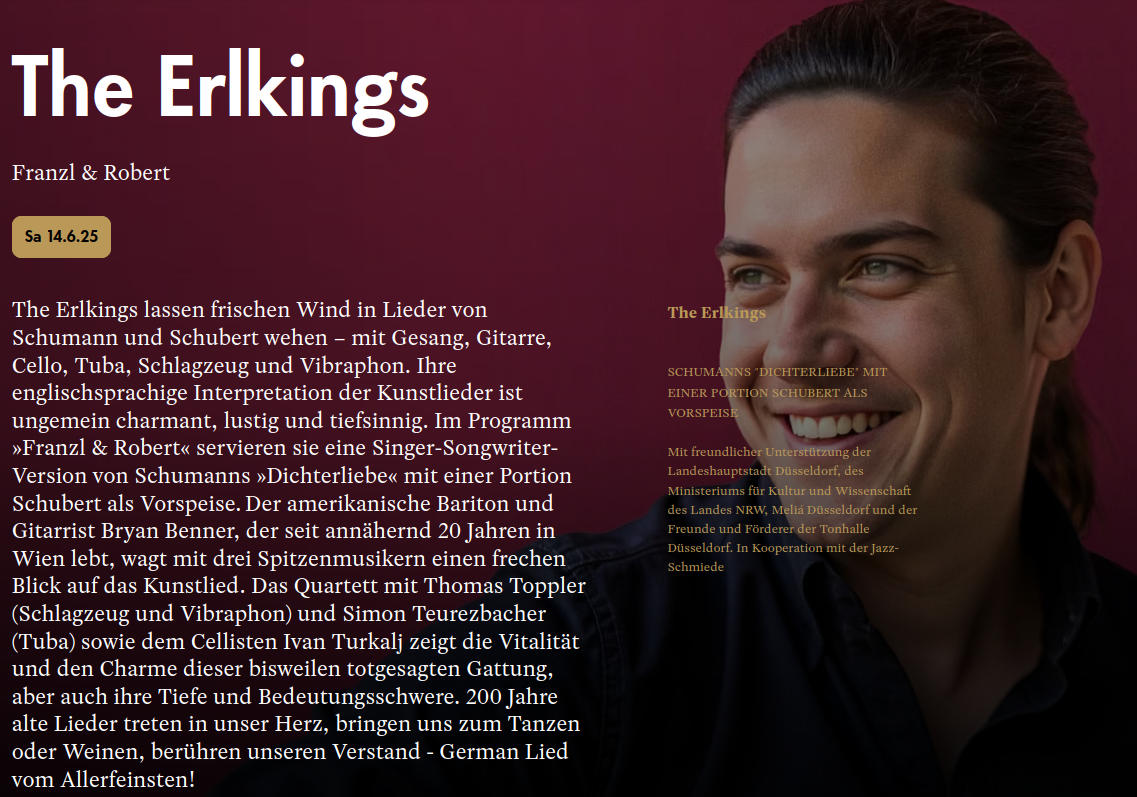 The Erlkings
Franzl & Robert
Sa 14.6.25
The Erlkings lassen frischen Wind in Lieder von
Schumann und Schubert wehen – mit Gesang, Gitarre,
Cello, Tuba, Schlagzeug und Vibraphon. Ihre
englischsprachige Interpretation der Kunstlieder ist
ungemein charmant, lustig und tiefsinnig. Im Programm
»Franzl & Robert« servieren sie eine Singer-Songwriter-
Version von Schumanns »Dichterliebe« mit einer Portion
Schubert als Vorspeise. Der amerikanische Bariton und
Gitarrist Bryan Benner, der seit annähernd 20 Jahren in
Wien lebt, wagt mit drei Spitzenmusikern einen frechen
Blick auf das Kunstlied. Das Quartett mit Thomas Toppler
(Schlagzeug und Vibraphon) und Simon Teurezbacher
(Tuba) sowie dem Cellisten Ivan Turkalj zeigt die Vitalität
und den Charme dieser bisweilen totgesagten Gattung,
aber auch ihre Tiefe und Bedeutungsschwere. 200 Jahre
alte Lieder treten in unser Herz, bringen uns zum Tanzen
oder Weinen, berühren unseren Verstand - German Lied
vom Allerfeinsten!
The Erlkings
SCHUMANNS "DICHTERLIEBE" MIT
EINER PORTION SCHUBERT ALS
VORSPEISE
Mit freundlicher Unterstützung der
Landeshauptstadt Düsseldorf, des
Ministeriums für Kultur und Wissenschaft
des Landes NRW, Meliá Düsseldorf und der
Freunde und Förderer der Tonhalle
Düsseldorf. In Kooperation mit der Jazz-
Schmiede